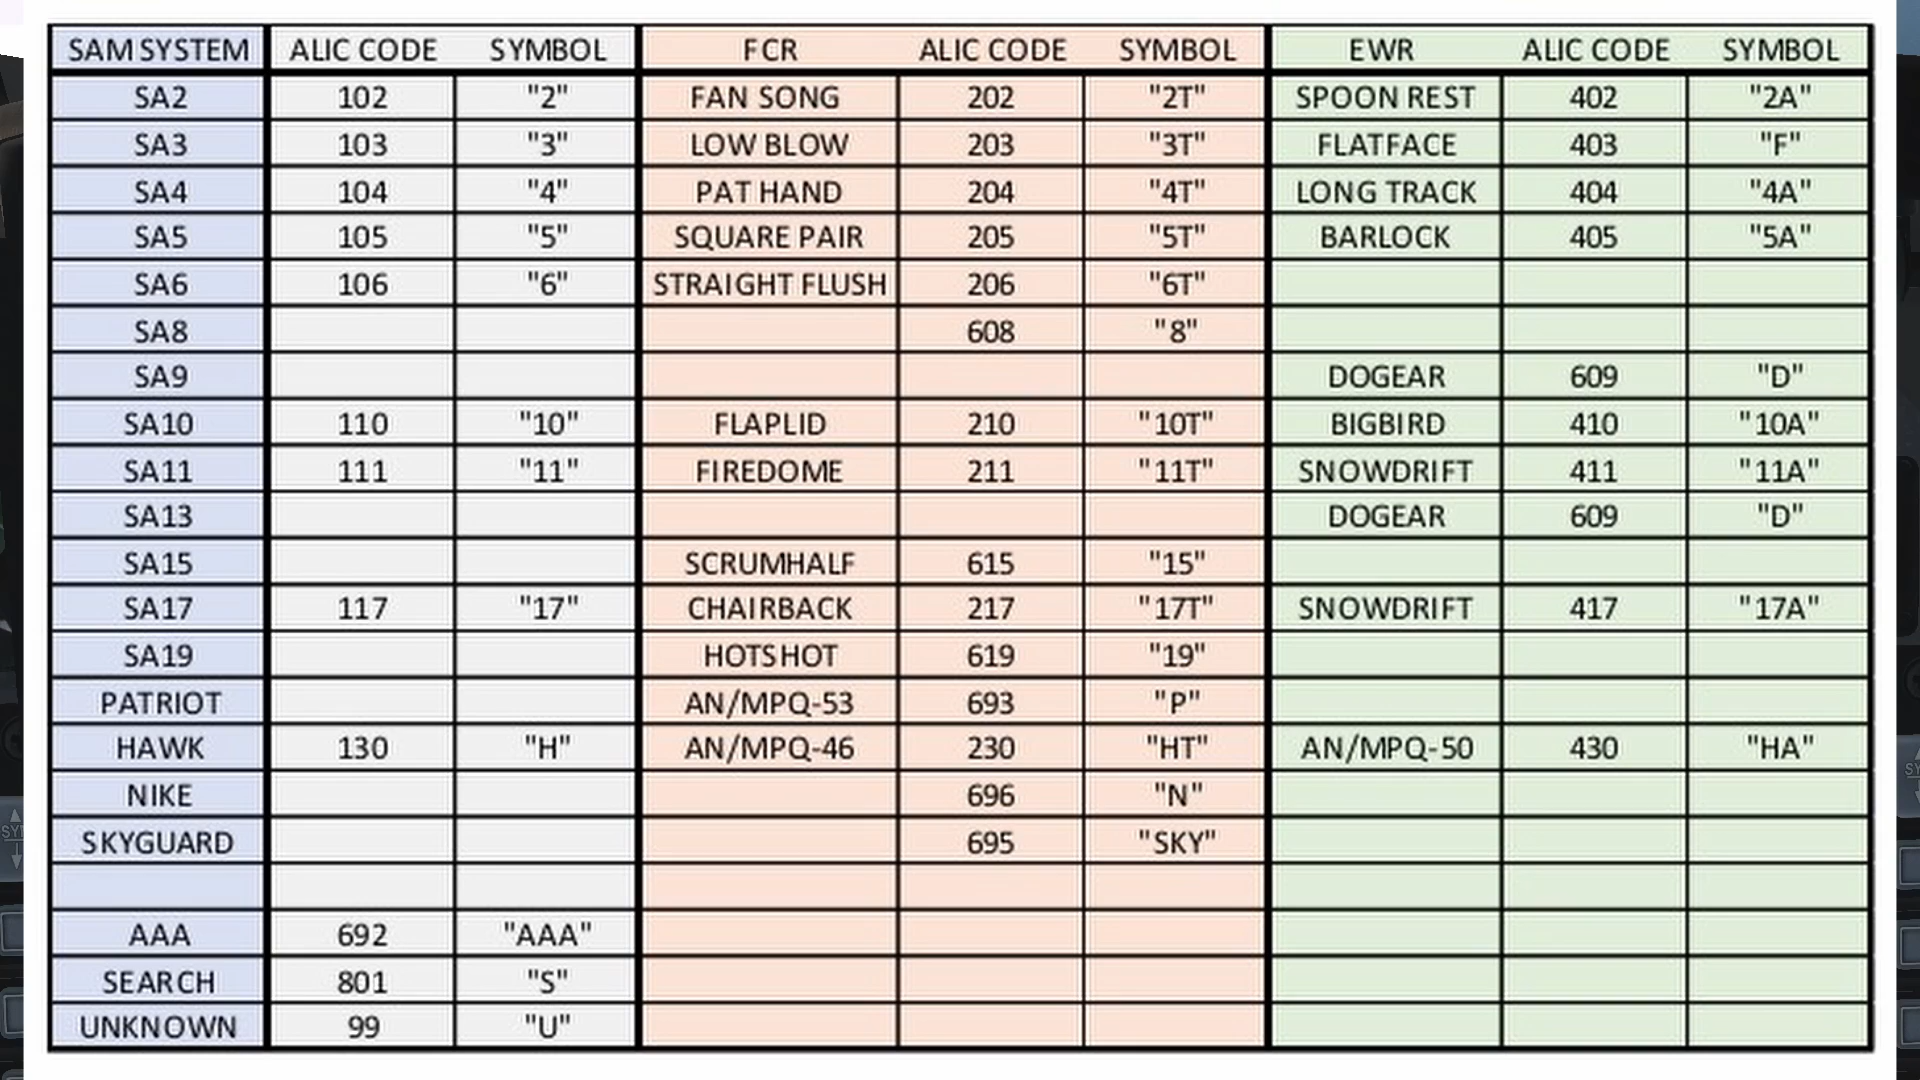 SAM SYSTEM ALIC CODE SYMBOL FCR ALIC CODE SYMBOL EWR ALIC CODE SYMBOL
SA2 102 "2" FAN SONG 202 "2T" SPOON REST 402 "2A"
SA3 103 "3" LOW BLOW 203 "3T" FLATFACE 403 "F"
SA4 104 "4" PAT HAND 204 "4T" LONG TRACK 404 "4A"
SA5 105 "5" SQUARE PAIR 205 "5T" BARLOCK 405 "5A"
SA6 106 "6" STRAIGHT FLUSH 206 "6T"
SA8 608 "8"
SA9 DOGEAR 609 "D"
SA10 110 "10" FLAPLID 210 "10T" BIGBIRD 410 "10A"
SA11 111 "11" FIREDOME 211 "11T" SNOWDRIFT 411 "11A"
SA13 DOGEAR 609 "D"
SA15 SCRUMHALF 615 "15"
SA17 117 "17" CHAIRBACK 217 "17T" SNOWDRIFT 417 "17A"
SA19 HOTSHOT 619 "19"
PATRIOT AN/MPQ-53 693 "P"
HAWK 130 "H" AN/MPQ-46 230 "HT" AN/MPQ-50 430 "HA"
NIKE 696 "N"
SKYGUARD 695 "SKY"
AAA 692 "AAA"
SEARCH 801 "S"
UNKNOWN 99 "U"